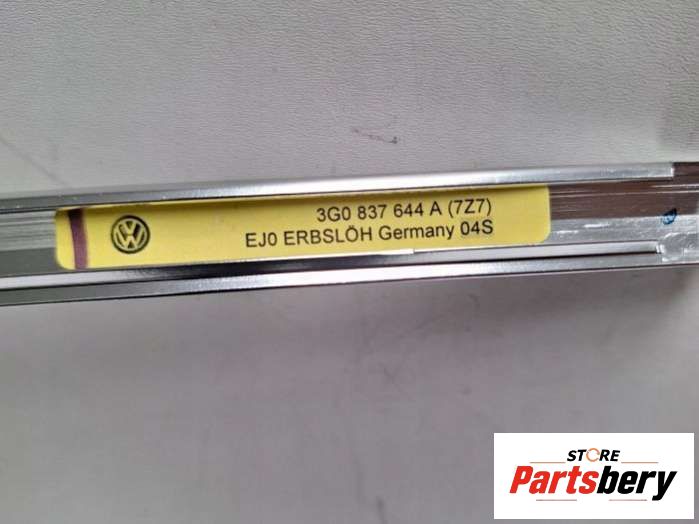 3G0 837 644 A (7Z7)
EJ0 ERBSLÖH Germany 04S
STORE
Partsbery